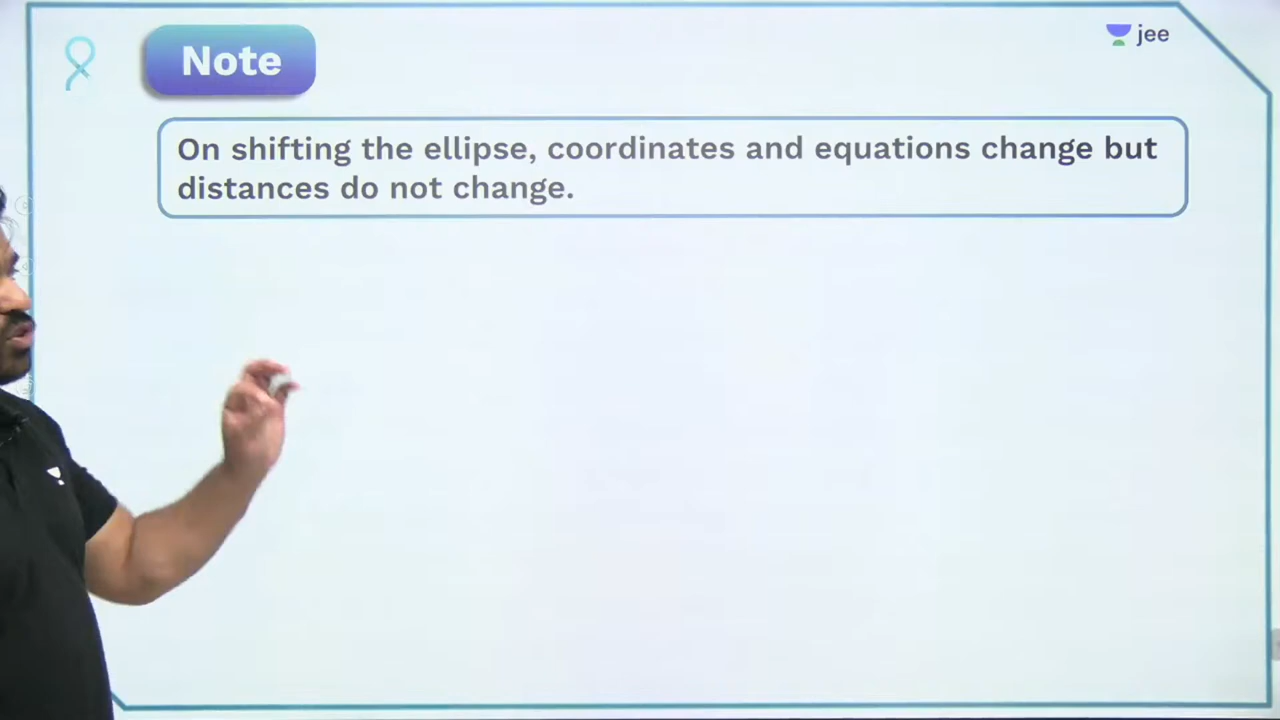 Note
jee
On shifting the ellipse, coordinates and equations change but
distances do not change.